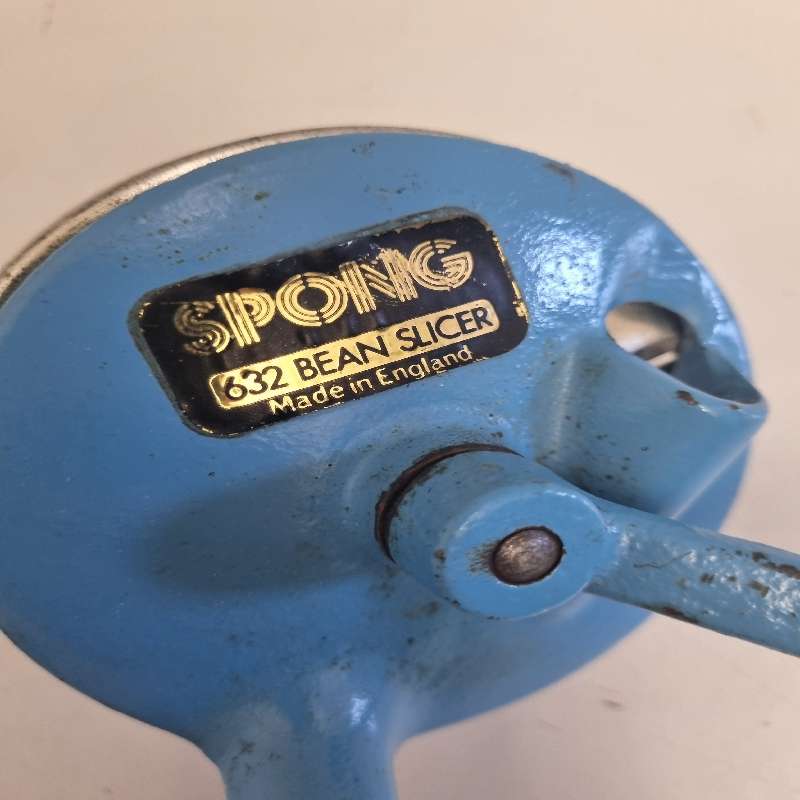 SPONG
632 BEAN SLICER
Made in England